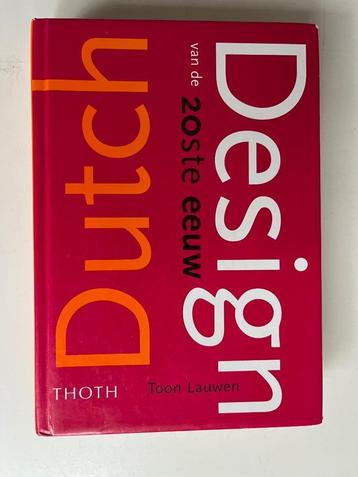 Dutch
Design
van de 20ste eeuw
THOTH
Toon Lauwen